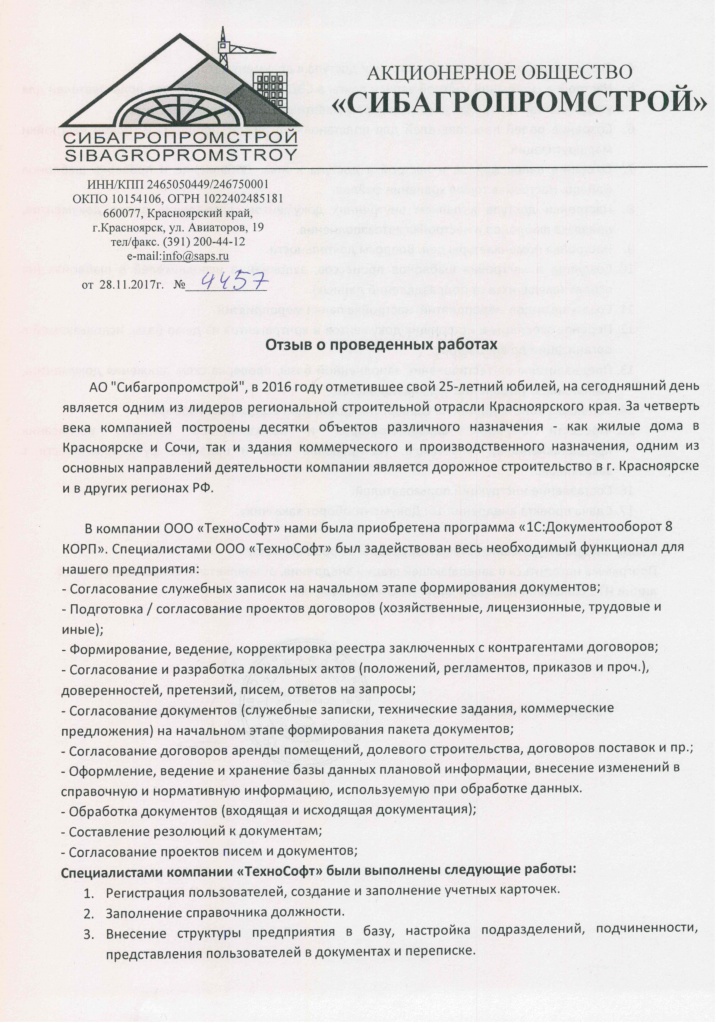 СИБАГРОПРОМСТРОЙ
SIBAGROPROMSTROY
АКЦИОНЕРНОЕ ОБЩЕСТВО
«СИБАГРОПРОМСТРОЙ»
ИНН/КПП 2465050449/246750001
ОКПО 10154106, ОГРН 1022402485181
660077, Красноярский край,
г.Красноярск, ул. Авиаторов, 19
тел/факс. (391) 200-44-12
e-mail:info@saps.ru
от 28.11.2017г. № 4457
Отзыв о проведенных работах
АО "Сибагропромстрой", в 2016 году отметившее свой 25-летний юбилей, на сегодняшний день
является одним из лидеров региональной строительной отрасли Красноярского края. За четверть
века компанией построены десятки объектов различного назначения - как жилые дома в
Красноярске и Сочи, так и здания коммерческого и производственного назначения, одним из
основных направлений деятельности компании является дорожное строительство в г. Красноярске
и в других регионах РФ.
В компании ООО «ТехноСофт» нами была приобретена программа «1С:Документооборот 8
КОРП». Специалистами ООО «ТехноСофт» был задействован весь необходимый функционал для
нашего предприятия:
- Согласование служебных записок на начальном этапе формирования документов;
- Подготовка / согласование проектов договоров (хозяйственные, лицензионные, трудовые и
иные);
- Формирование, ведение, корректировка реестра заключенных с контрагентами договоров;
- Согласование и разработка локальных актов (положений, регламентов, приказов и проч.),
доверенностей, претензий, писем, ответов на запросы;
- Согласование документов (служебные записки, технические задания, коммерческие
предложения) на начальном этапе формирования пакета документов;
- Согласование договоров аренды помещений, долевого строительства, договоров поставок и пр.;
- Оформление, ведение и хранение базы данных плановой информации, внесение изменений в
справочную и нормативную информацию, используемую при обработке данных.
- Обработка документов (входящая и исходящая документация);
- Составление резолюций к документам;
- Согласование проектов писем и документов;
Специалистами компании «ТехноСофт» были выполнены следующие работы:
1. Регистрация пользователей, создание и заполнение учетных карточек.
2. Заполнение справочника должности.
3. Внесение структуры предприятия в базу, настройка подразделений, подчиненности,
представления пользователей в документах и переписке.